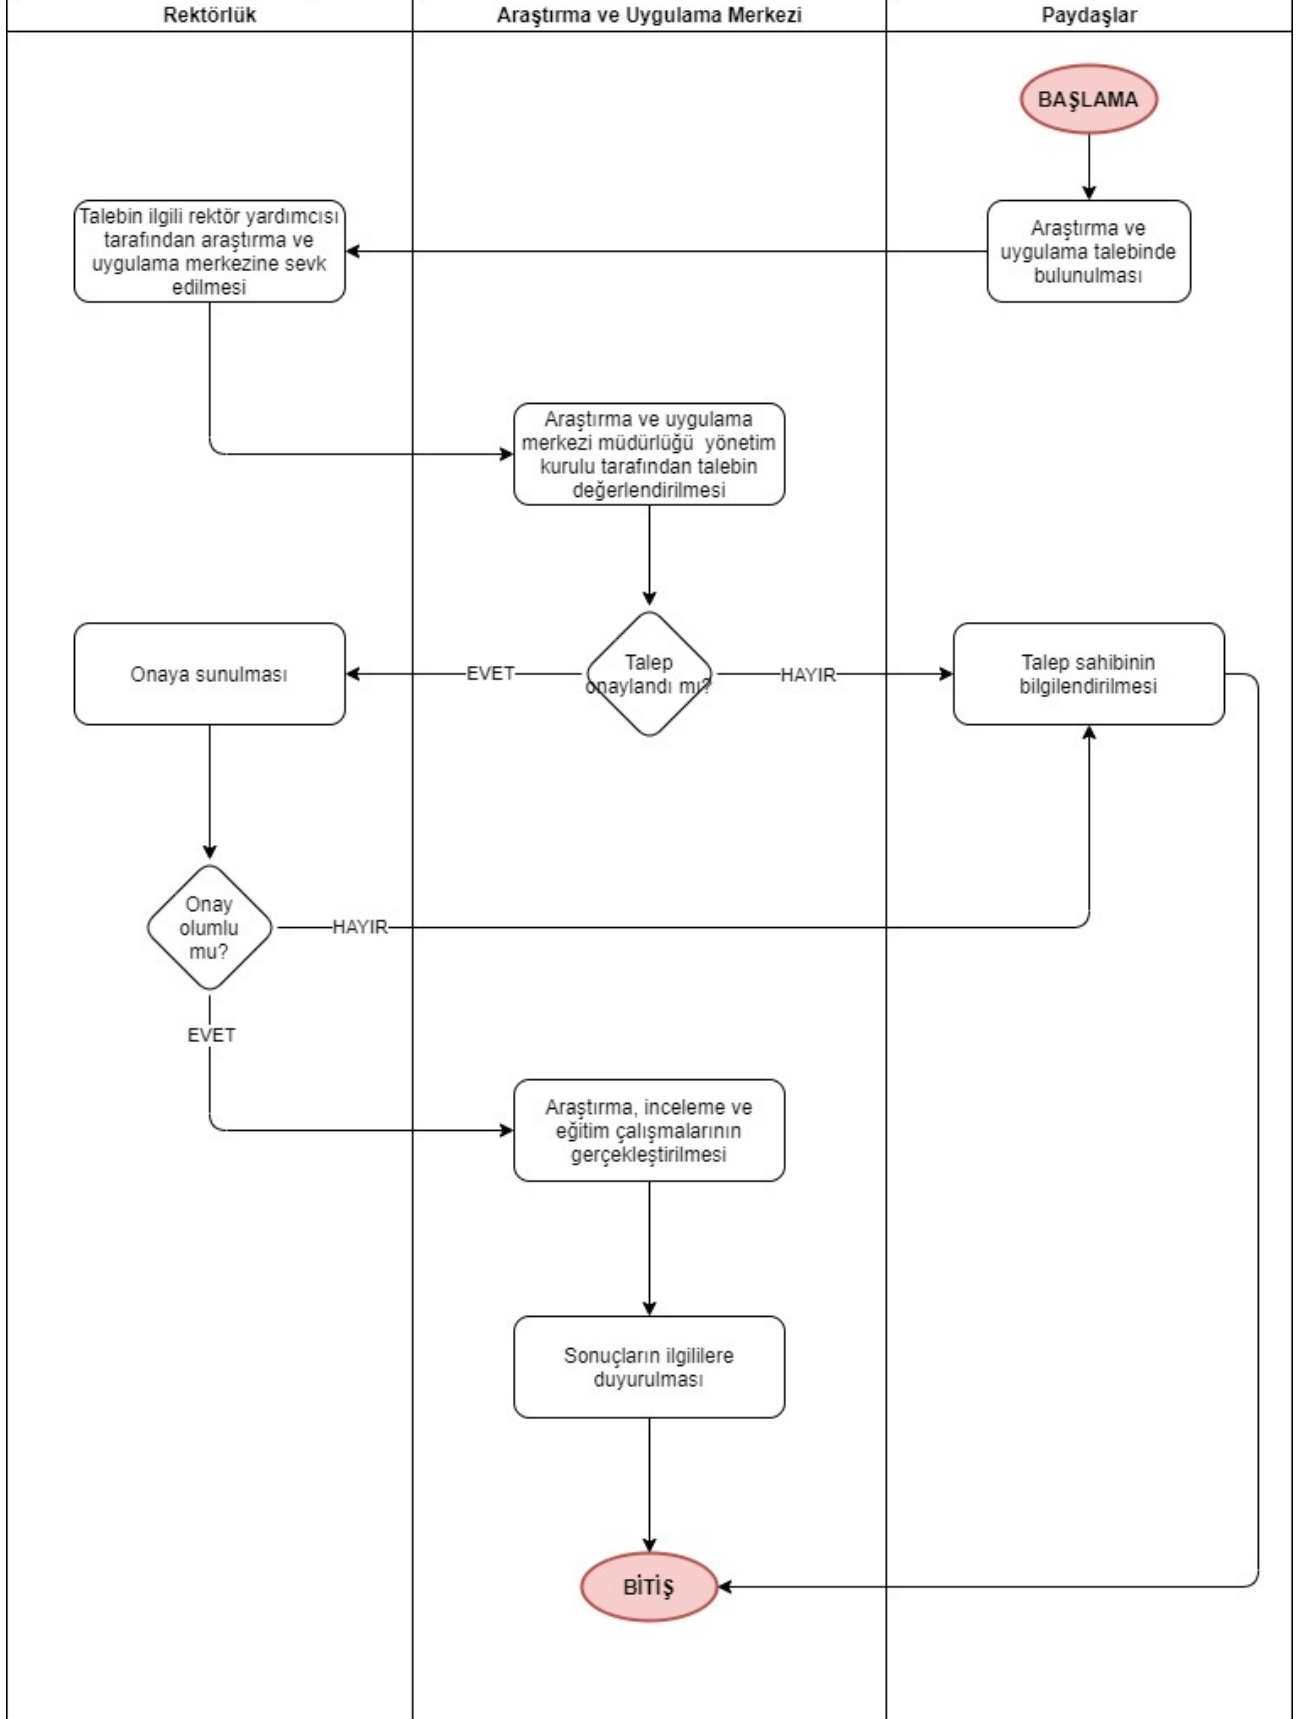 Rektörlük
Araştırma ve Uygulama Merkezi
Paydaşlar
BAŞLAMA
Araştırma ve
uygulama talebinde
bulunulması
Talebin ilgili rektör yardımcısı
tarafından araştırma ve
uygulama merkezine sevk
edilmesi
Araştırma ve uygulama
merkezi müdürlüğü  yönetim
kurulu tarafından talebin
değerlendirilmesi
Talep
onaylandı mı?
EVET
HAYIR
Onaya sunulması
Talep sahibinin
bilgilendirilmesi
Onay
olumlu
mu?
HAYIR
EVET
Araştırma, inceleme ve
eğitim çalışmalarının
gerçekleştirilmesi
Sonuçların ilgililere
duyurulması
BİTİŞ